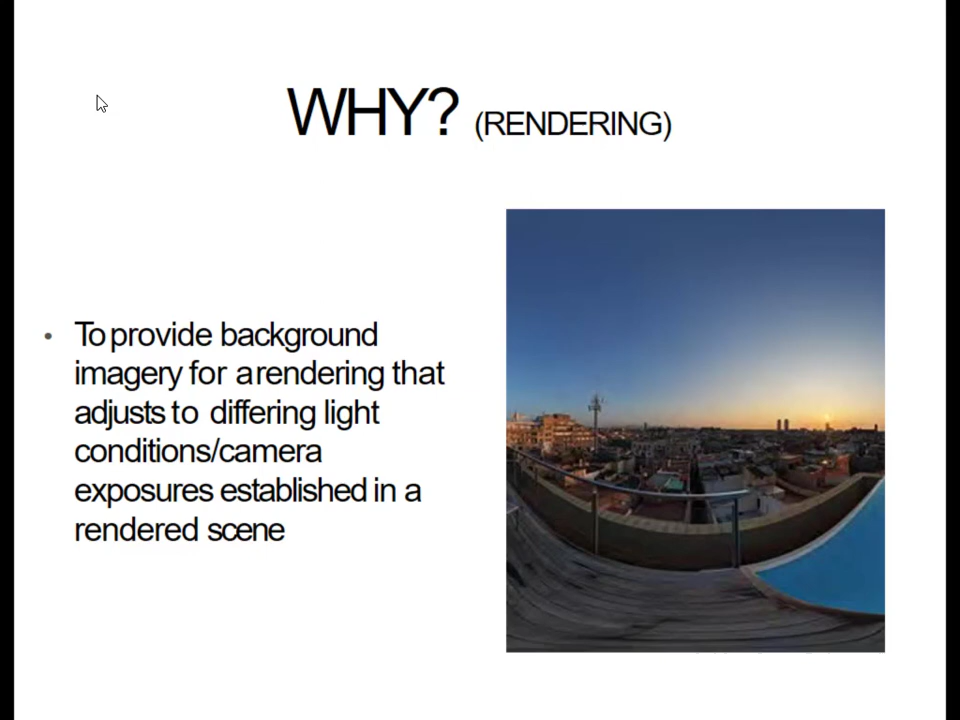 WHY? (RENDERING)
• To provide background
imagery for a rendering that
adjusts to differing light
conditions/camera
exposures established in a
rendered scene